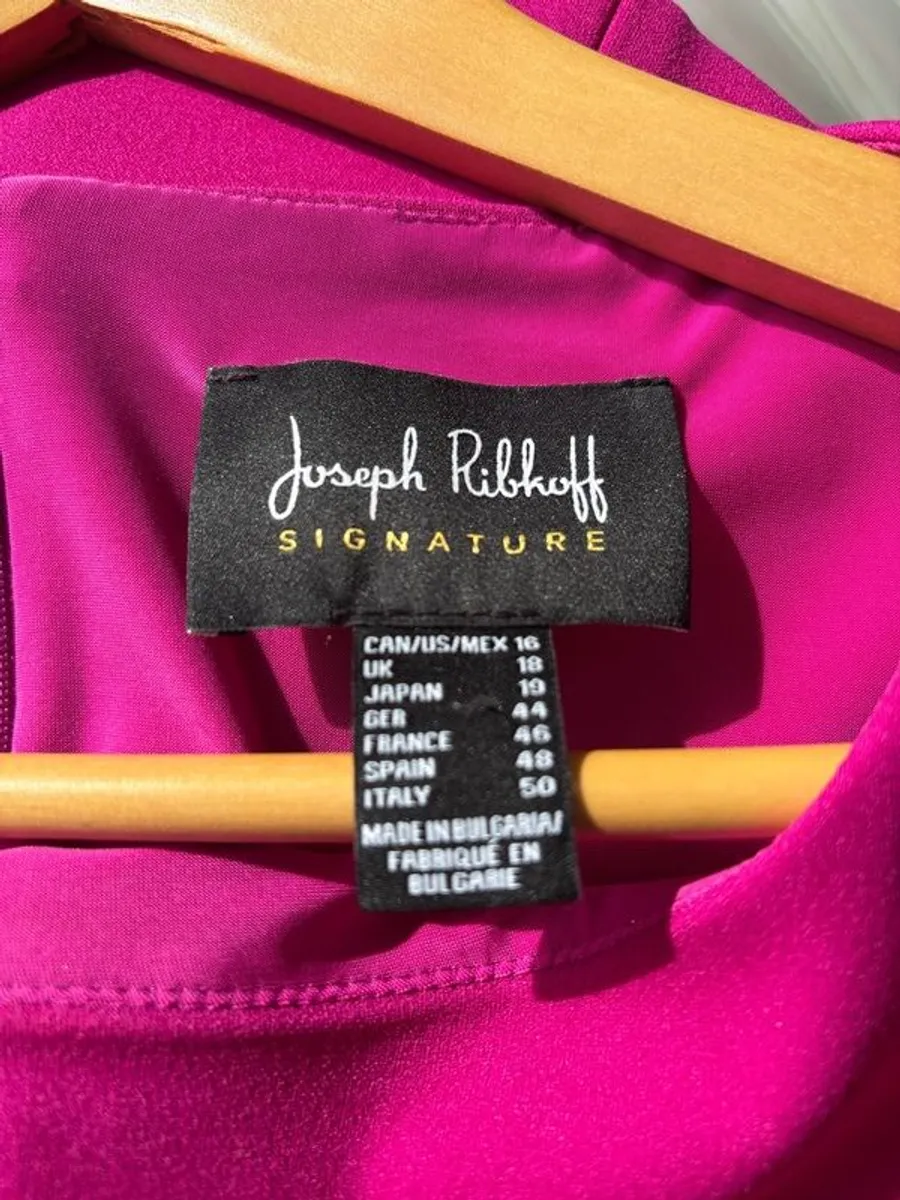 Joseph Ribkoff
SIGNATURE
CAN/US/MEX 16
UK 18
JAPAN 19
GER 44
FRANCE 46
SPAIN 48
ITALY 50
MADE IN BULGARIA/
FABRIQUÉ EN
BULGARIE